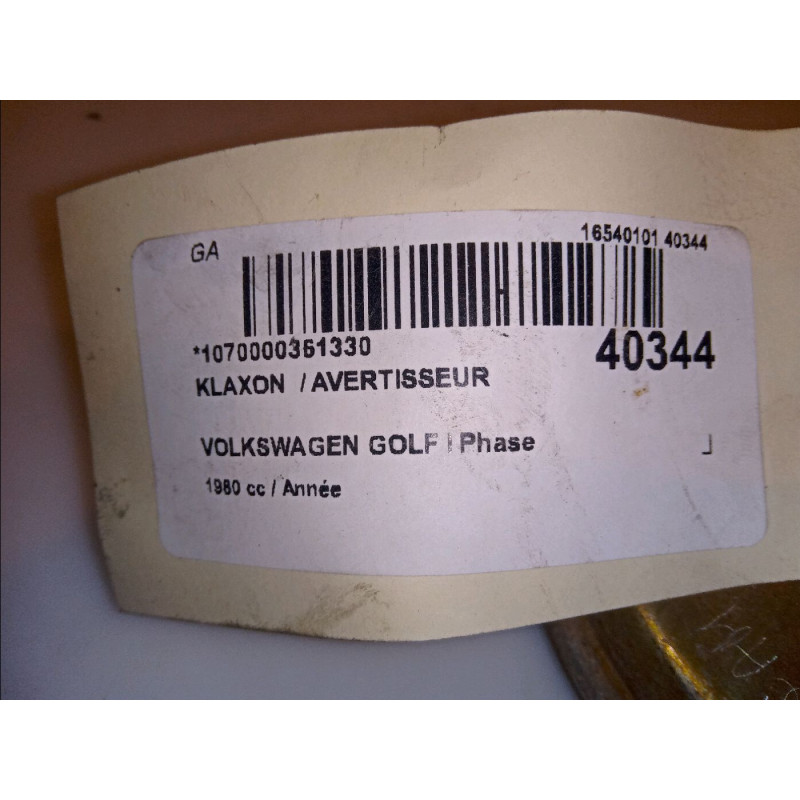 GA
16540101 40344
*1070000361330
40344
KLAXON / AVERTISSEUR
VOLKSWAGEN GOLF I Phase
1980 cc / Année